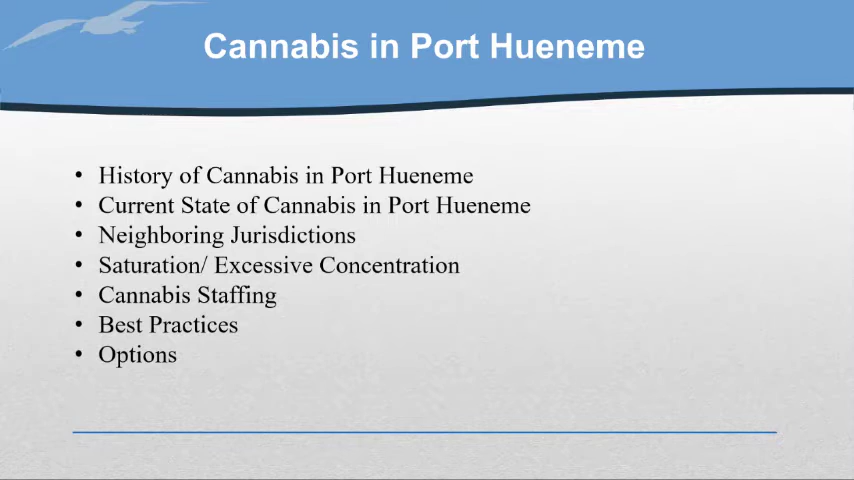 Cannabis in Port Hueneme
• History of Cannabis in Port Hueneme
• Current State of Cannabis in Port Hueneme
• Neighboring Jurisdictions
• Saturation/ Excessive Concentration
• Cannabis Staffing
• Best Practices
• Options